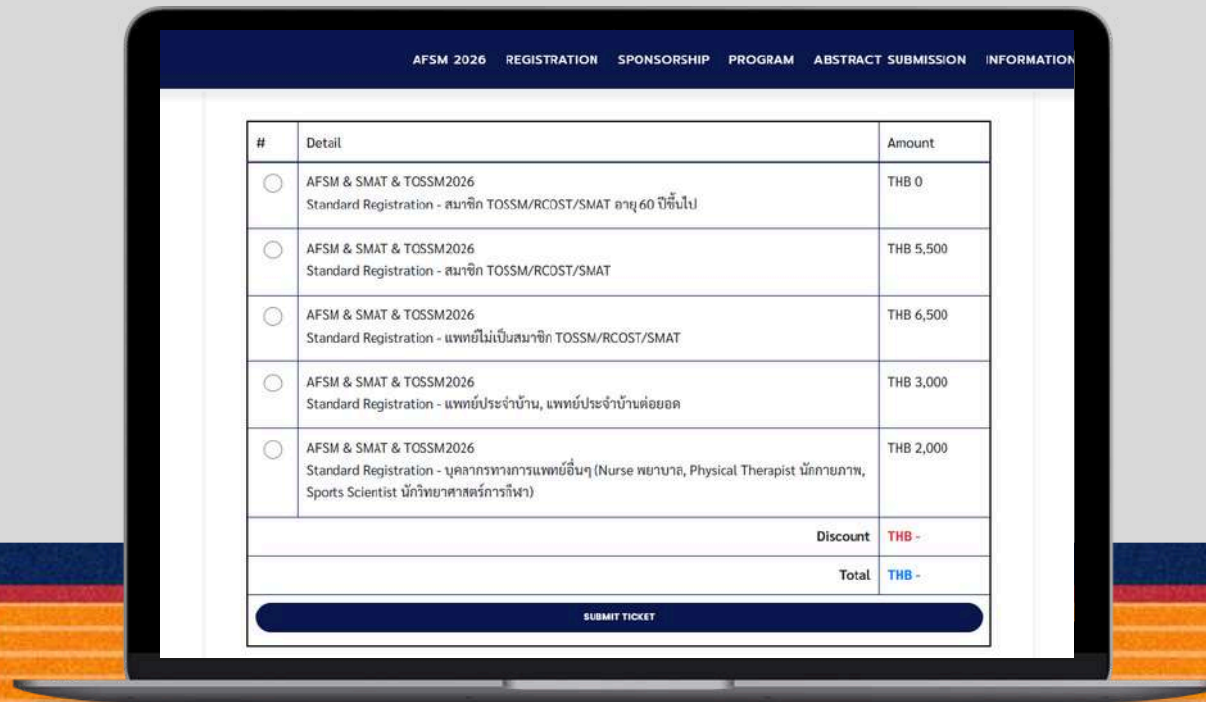 AFSM 2026 REGISTRATION SPONSORSHIP PROGRAM ABSTRACT SUBMISSION INFORMATION
# Detail Amount
AFSM & SMAT & TOSSM2026 THB 0
Standard Registration - สมาชิก TOSSM/RCOST/SMAT อายุ 60 ปีขึ้นไป
AFSM & SMAT & TOSSM2026 THB 5,500
Standard Registration - สมาชิก TOSSM/RCOST/SMAT
AFSM & SMAT & TOSSM2026 THB 6,500
Standard Registration - แพทย์ไม่เป็นสมาชิก TOSSM/RCOST/SMAT
AFSM & SMAT & TOSSM2026 THB 3,000
Standard Registration - แพทย์ประจำบ้าน, แพทย์ประจำบ้านต่อยอด
AFSM & SMAT & TOSSM2026 THB 2,000
Standard Registration - บุคลากรทางการแพทย์อื่นๆ (Nurse พยาบาล, Physical Therapist นักกายภาพ,
Sports Scientist นักวิทยาศาสตร์การกีฬา)
Discount THB -
Total THB -
SUBMIT TICKET